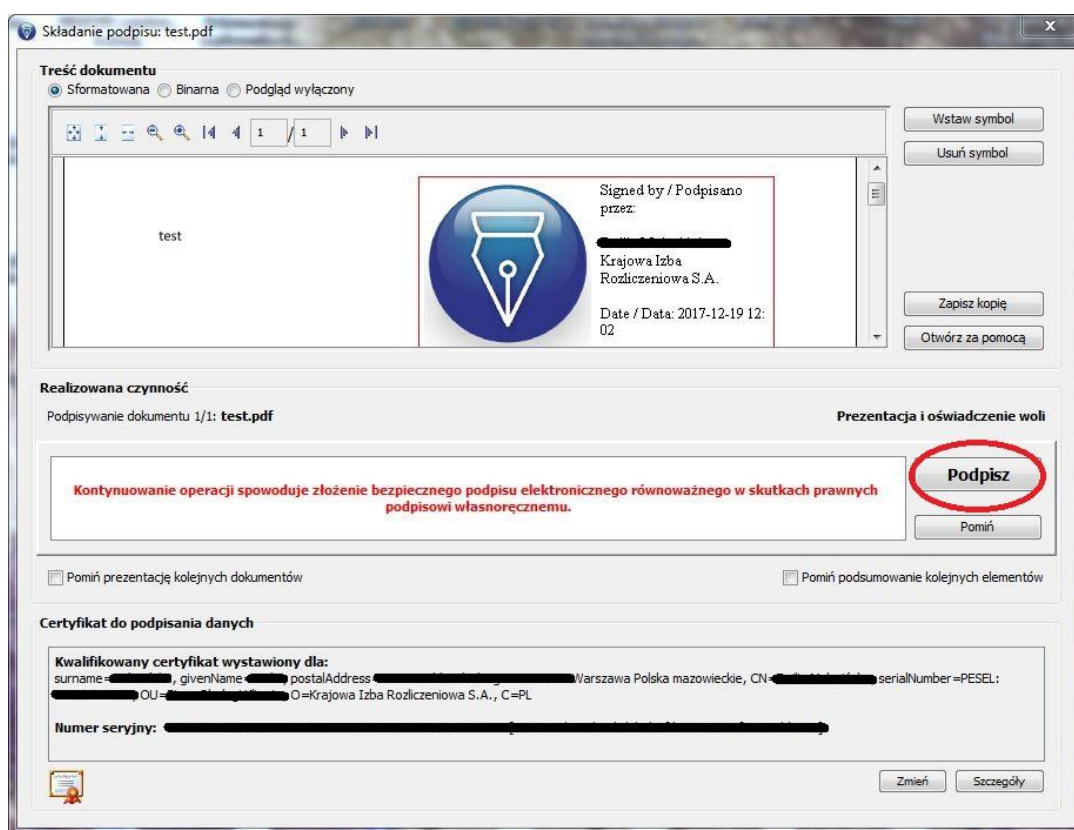 Składanie podpisu: test.pdf
x
Treść dokumentu
Sformatowana Binarna Podgląd wyłączony
1 / 1
Wstaw symbol
Usuń symbol
test
Signed by / Podpisano
przez:
Krajowa Izba
Rozliczeniowa S.A.
Date / Data: 2017-12-19 12:
02
Zapisz kopię
Otwórz za pomocą
Realizowana czynność
Podpisywanie dokumentu 1/1: test.pdf
Prezentacja i oświadczenie woli
Kontynuowanie operacji spowoduje złożenie bezpiecznego podpisu elektronicznego równoważnego w skutkach prawnych
podpisowi własnoręcznemu.
Podpisz
Pomiń
Pomiń prezentację kolejnych dokumentów
Pomiń podsumowanie kolejnych elementów
Certyfikat do podpisania danych
Kwalifikowany certyfikat wystawiony dla:
surname= , givenName , postalAddress Warszawa Polska mazowieckie, CN= serialNumber=PESEL:
OU= O=Krajowa Izba Rozliczeniowa S.A., C=PL
Numer seryjny:
Zmień
Szczegóły